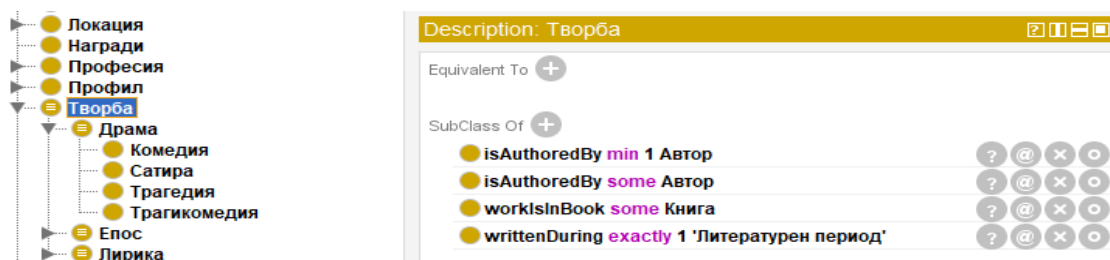 Локация
Награди
Професия
Профил
Творба
Драма
Комедия
Сатира
Трагедия
Трагикомедия
Епос
Лирика
Description: Творба
Equivalent To
SubClass Of
isAuthoredBy min 1 Автор
isAuthoredBy some Автор
workIsInBook some Книга
writtenDuring exactly 1 'Литературен период'